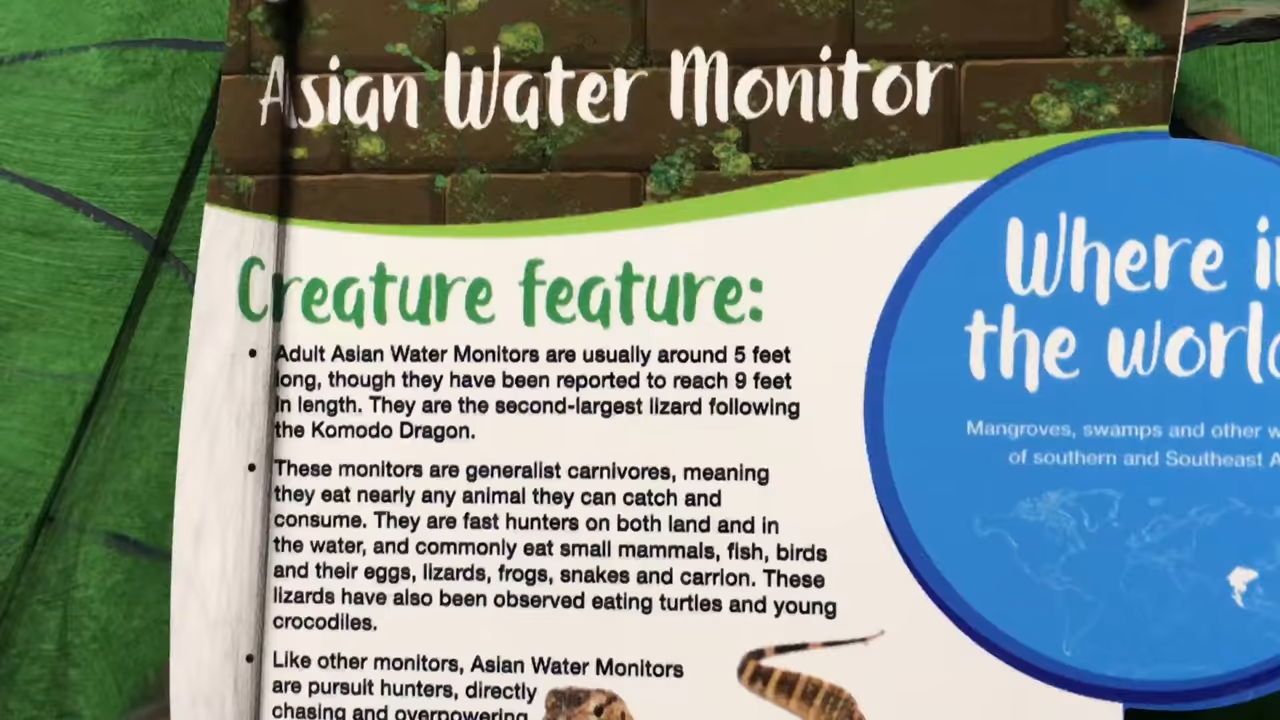 Asian Water Monitor
Creature feature:
• Adult Asian Water Monitors are usually around 5 feet
long, though they have been reported to reach 9 feet
in length. They are the second-largest lizard following
the Komodo Dragon.
• These monitors are generalist carnivores, meaning
they eat nearly any animal they can catch and
consume. They are fast hunters on both land and in
the water, and commonly eat small mammals, fish, birds
and their eggs, lizards, frogs, snakes and carrion. These
lizards have also been observed eating turtles and young
crocodiles.
• Like other monitors, Asian Water Monitors
are pursuit hunters, directly
chasing and overpowering
Where
the
Mangroves, swamps and other
of southern and Southeast